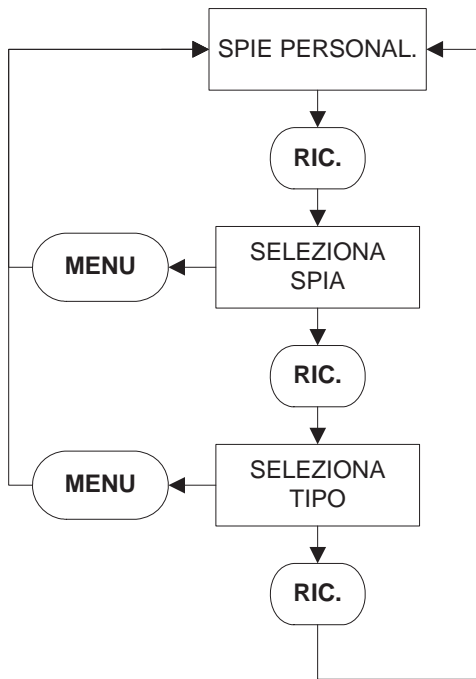 SPIE PERSONAL.
RIC.
SELEZIONA
SPIA
MENU
RIC.
SELEZIONA
TIPO
MENU
RIC.